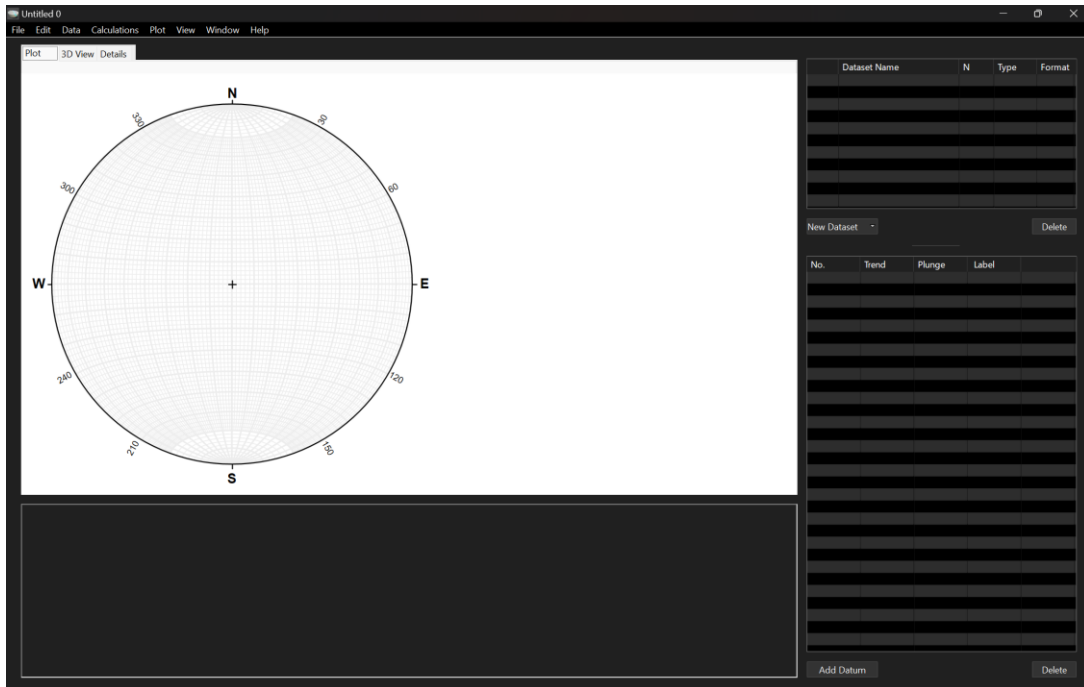 Untitled 0
File Edit Data Calculations Plot View Window Help
Plot 3D View Details
Dataset Name N Type Format
N
330 30
300 60
W E
240 120
210 150
S
New Dataset Delete
No. Trend Plunge Label
Add Datum Delete